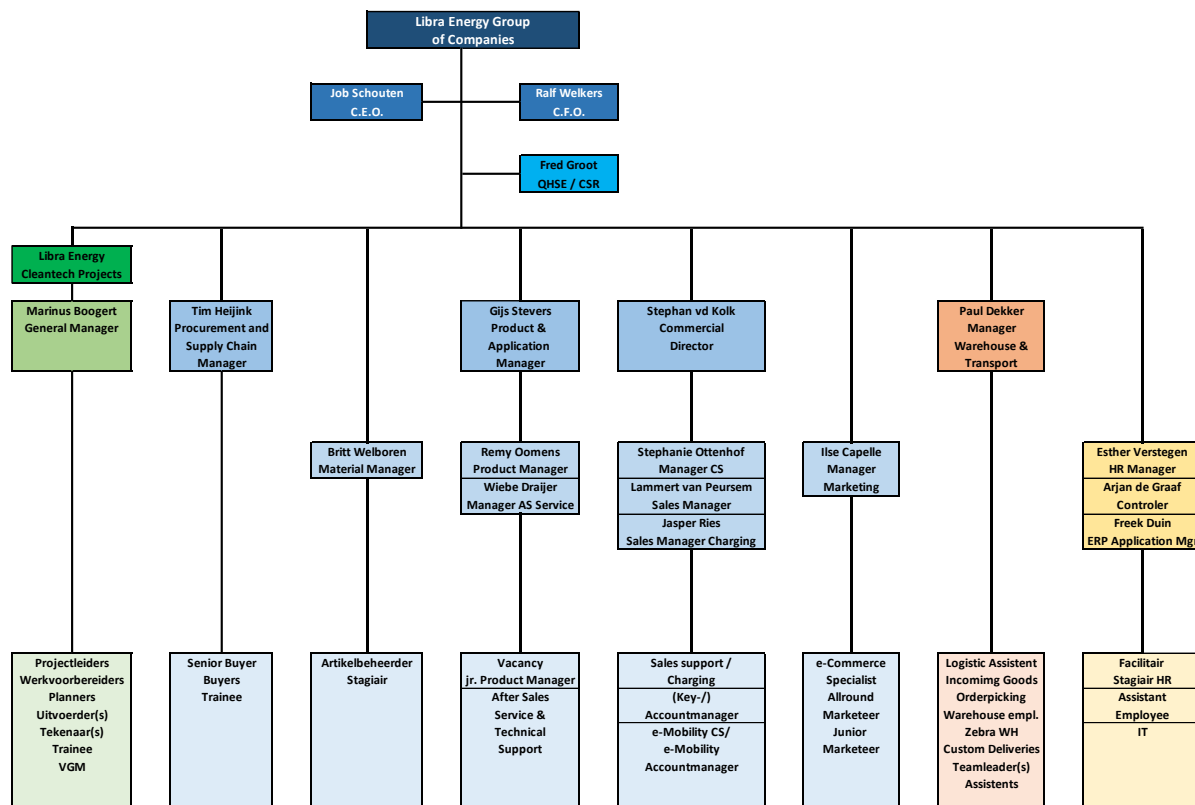 Libra Energy Group
of Companies
Job Schouten
C.E.O.
Ralf Welkers
C.F.O.
Fred Groot
QHSE / CSR
Libra Energy
Cleantech Projects
Marinus Boogert
General Manager
Tim Heijink
Procurement and
Supply Chain
Manager
Gijs Stevers
Product &
Application
Manager
Stephan vd Kolk
Commercial
Director
Paul Dekker
Manager
Warehouse &
Transport
Britt Welboren
Material Manager
Remy Oomens
Product Manager
Wiebe Draijer
Manager AS Service
Stephanie Ottenhof
Manager CS
Lammert van Peursem
Sales Manager
Jasper Ries
Sales Manager Charging
Ilse Capelle
Manager
Marketing
Esther Verstegen
HR Manager
Arjan de Graaf
Controler
Freek Duin
ERP Application Mgr
Projectleiders
Werkvoorbereiders
Planners
Uitvoerder(s)
Tekenaar(s)
Trainee
VGM
Senior Buyer
Buyers
Trainee
Artikelbeheerder
Stagiair
Vacancy
jr. Product Manager
After Sales
Service &
Technical
Support
Sales support /
Charging
(Key-/)
Accountmanager
e-Mobility CS/
e-Mobility
Accountmanager
e-Commerce
Specialist
Allround
Marketeer
Junior
Marketeer
Logistic Assistent
Incomimg Goods
Orderpicking
Warehouse empl.
Zebra WH
Custom Deliveries
Teamleader(s)
Assistents
Facilitair
Stagiair HR
Assistant
Employee
IT